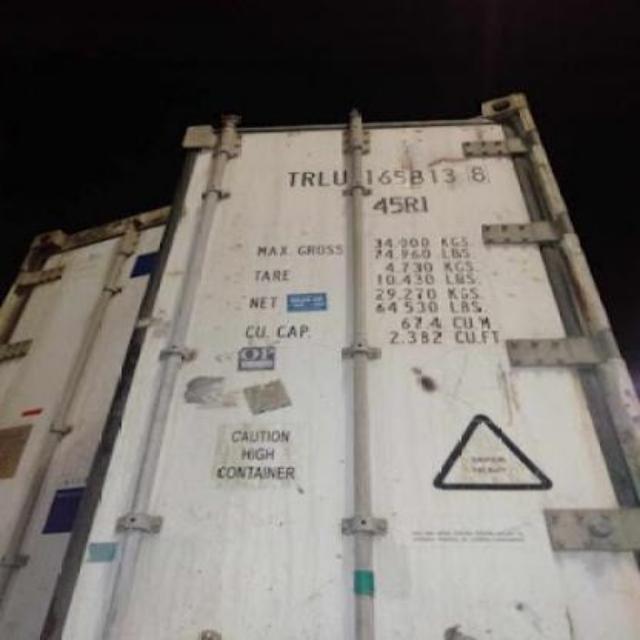 TRLU 165813 8
45R1
MAX. GROSS 34 000 KGS.
74 960 LBS.
TARE 4 730 KGS.
10 430 LBS.
NET 29 270 KGS.
64 530 LBS.
CU. CAP. 67.4 CU.M.
2.382 CU.FT.
CAUTION
HIGH
CONTAINER